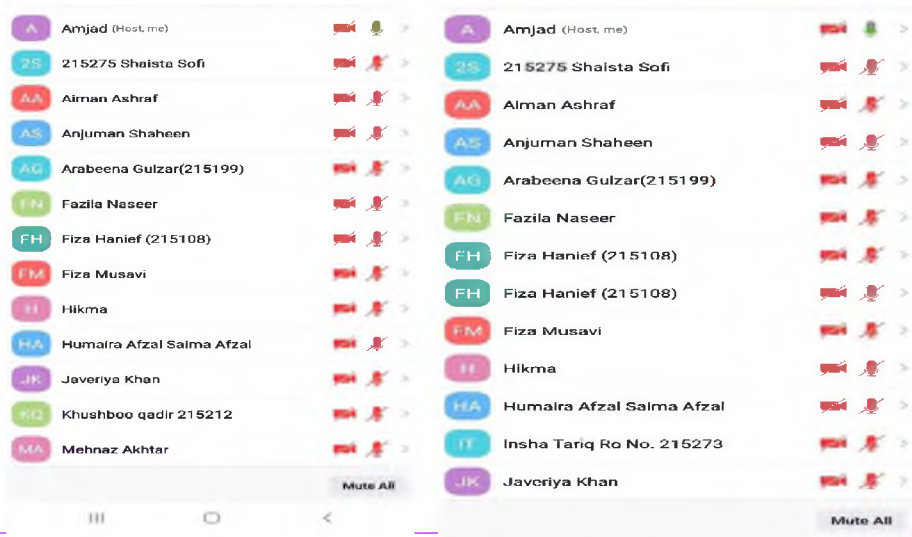 A Amjad (Host, me)
2S 215275 Shaista Sofi
AA Aiman Ashraf
AS Anjuman Shaheen
AG Arabeena Gulzar(215199)
FN Fazila Naseer
FH Fiza Hanief (215108)
FM Fiza Musavi
H Hikma
HA Humaira Afzal Salma Afzal
JK Javeriya Khan
KQ Khushboo qadir 215212
MA Mehnaz Akhtar
Mute All
A Amjad (Host, me)
2S 215275 Shaista Sofi
AA Aiman Ashraf
AS Anjuman Shaheen
AG Arabeena Gulzar(215199)
FN Fazila Naseer
FH Fiza Hanief (215108)
FH Fiza Hanief (215108)
FM Fiza Musavi
H Hikma
HA Humaira Afzal Salma Afzal
IT Insha Tariq Ro No. 215273
JK Javeriya Khan
Mute All